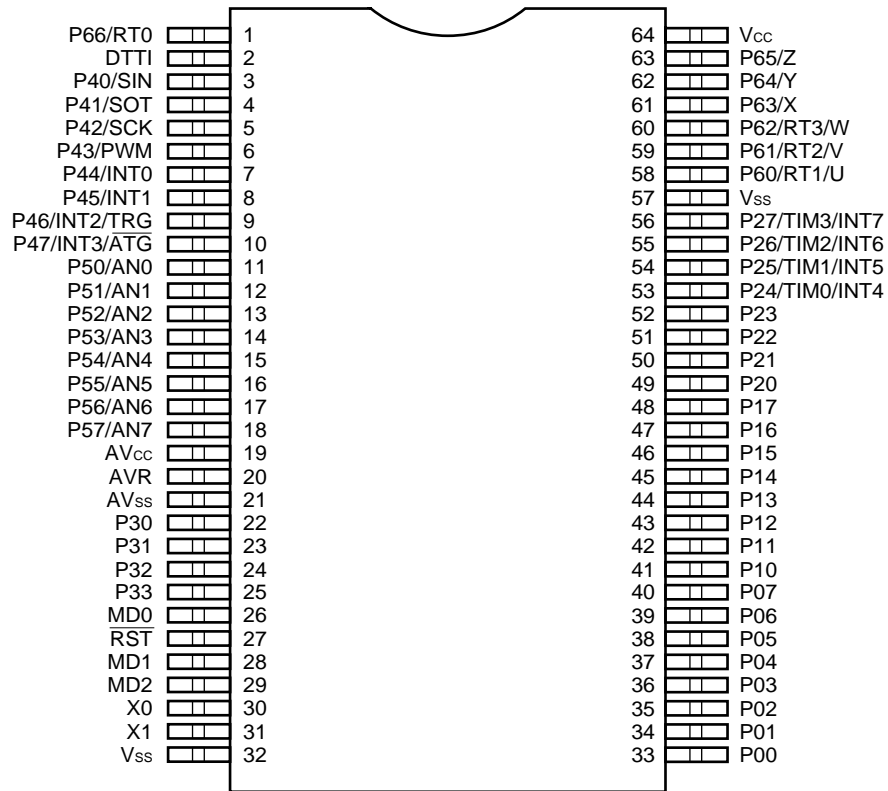 P66/RT0 1 64 Vcc
DTTI 2 63 P65/Z
P40/SIN 3 62 P64/Y
P41/SOT 4 61 P63/X
P42/SCK 5 60 P62/RT3/W
P43/PWM 6 59 P61/RT2/V
P44/INT0 7 58 P60/RT1/U
P45/INT1 8 57 Vss
P46/INT2/TRG 9 56 P27/TIM3/INT7
P47/INT3/A̅T̅G̅ 10 55 P26/TIM2/INT6
P50/AN0 11 54 P25/TIM1/INT5
P51/AN1 12 53 P24/TIM0/INT4
P52/AN2 13 52 P23
P53/AN3 14 51 P22
P54/AN4 15 50 P21
P55/AN5 16 49 P20
P56/AN6 17 48 P17
P57/AN7 18 47 P16
AVcc 19 46 P15
AVR 20 45 P14
AVss 21 44 P13
P30 22 43 P12
P31 23 42 P11
P32 24 41 P10
P33 25 40 P07
MD0 26 39 P06
R̅S̅T̅ 27 38 P05
MD1 28 37 P04
MD2 29 36 P03
X0 30 35 P02
X1 31 34 P01
Vss 32 33 P00